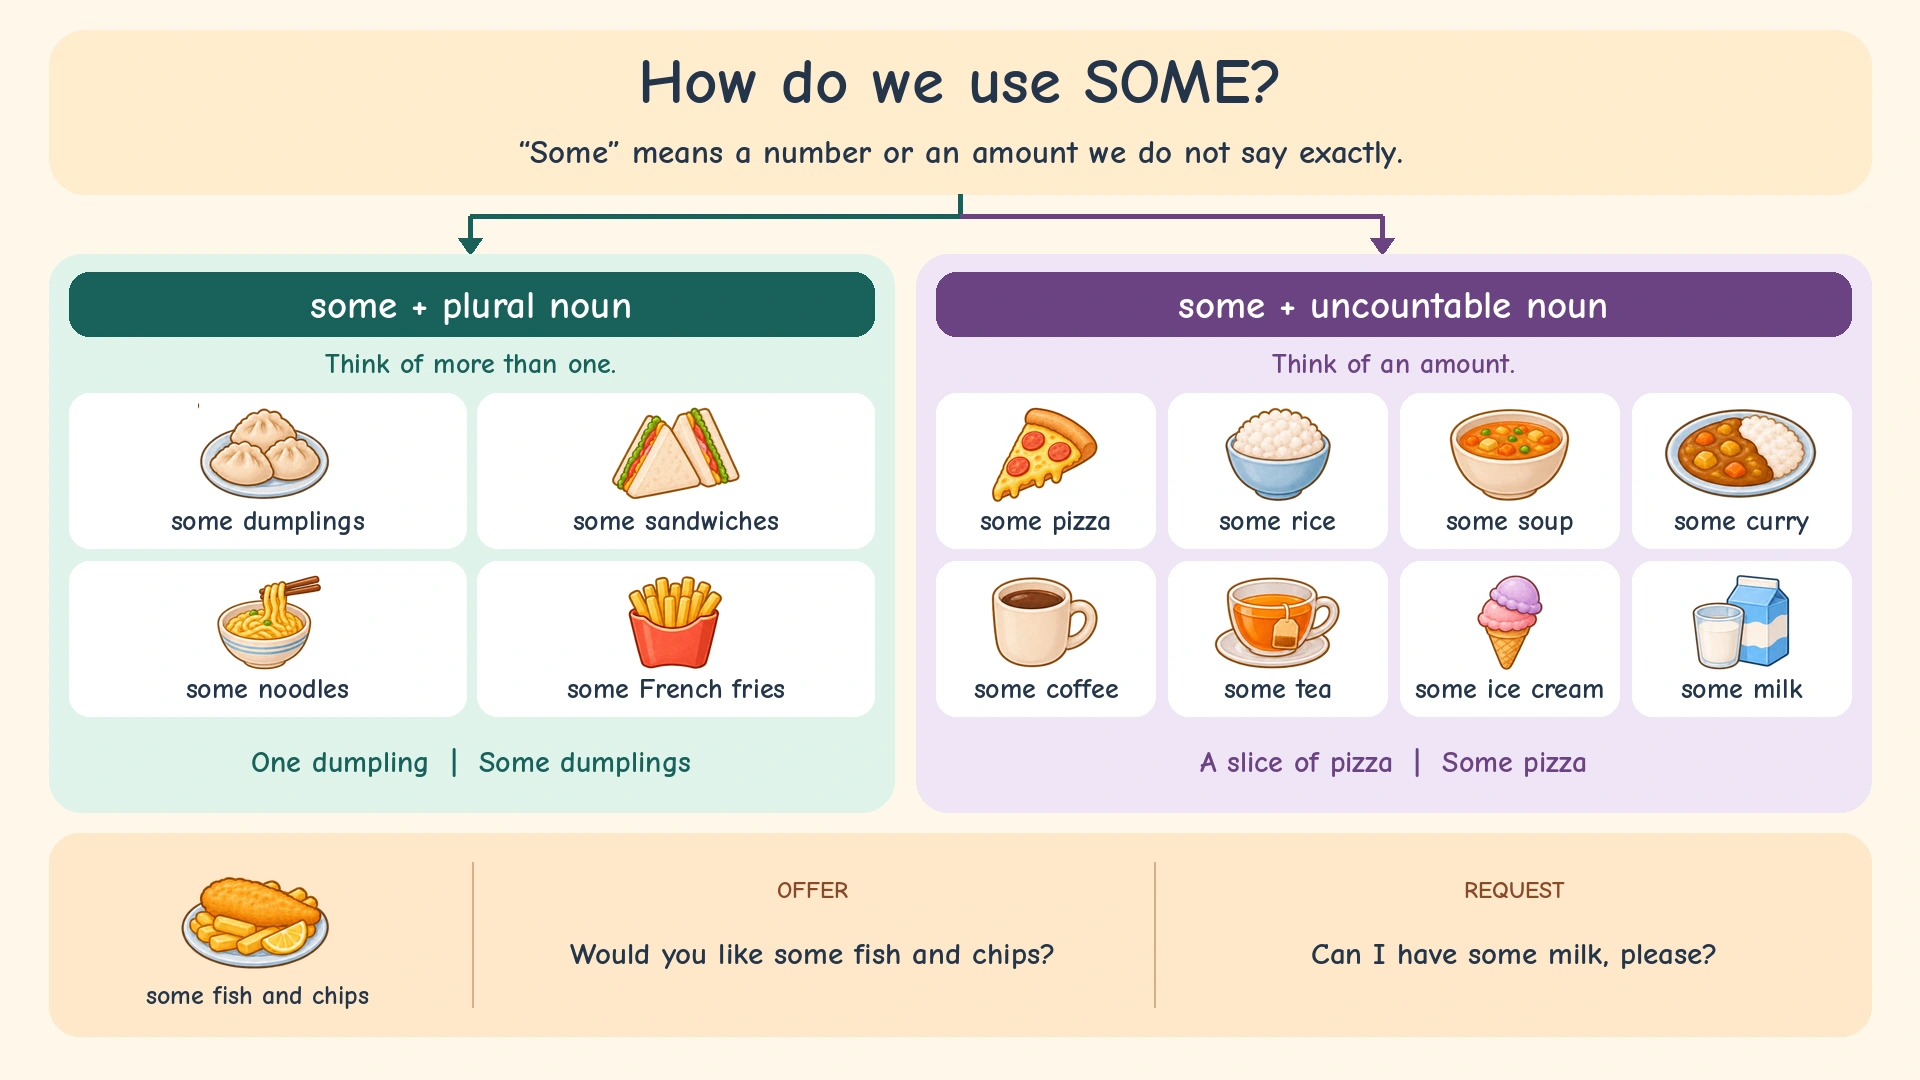 How do we use SOME?
“Some” means a number or an amount we do not say exactly.
some + plural noun
Think of more than one.
some dumplings
some sandwiches
some noodles
some French fries
One dumpling | Some dumplings
some + uncountable noun
Think of an amount.
some pizza
some rice
some soup
some curry
some coffee
some tea
some ice cream
some milk
A slice of pizza | Some pizza
some fish and chips
OFFER
Would you like some fish and chips?
REQUEST
Can I have some milk, please?